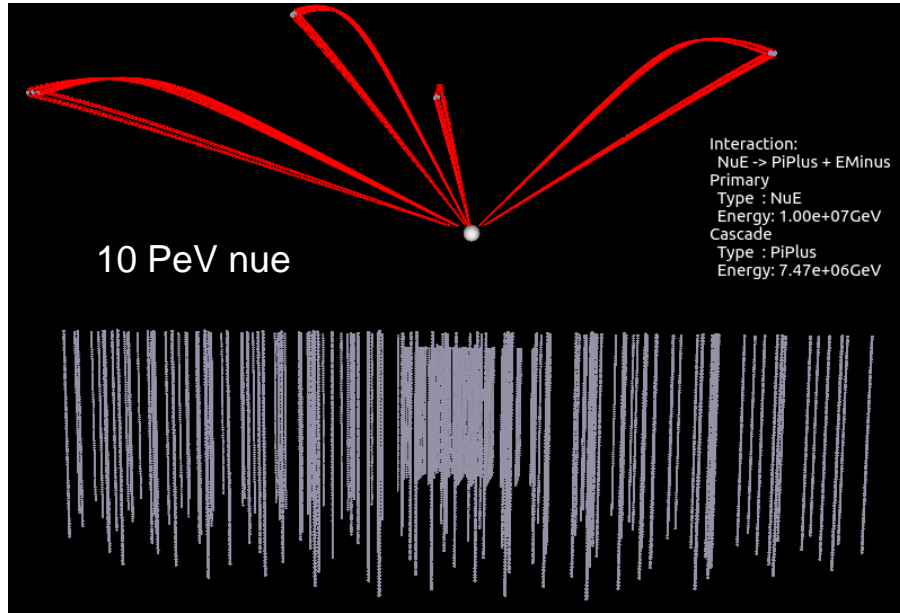 Interaction:
NuE -> PiPlus + EMinus
Primary
Type : NuE
Energy: 1.00e+07GeV
Cascade
Type : PiPlus
Energy: 7.47e+06GeV
10 PeV nue